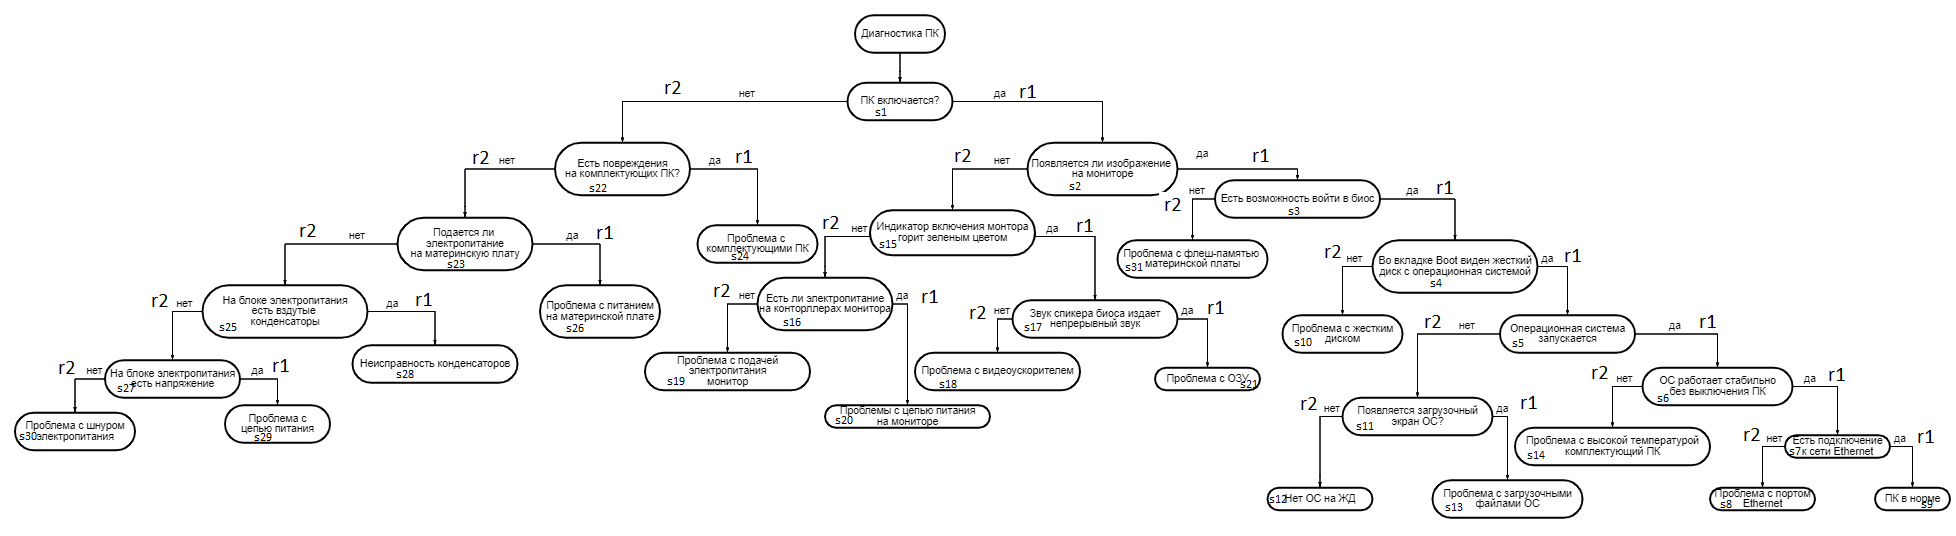 Диагностика ПК
ПК включается?
s1
r2
нет
да
r1
Есть повреждения
на комплектующих ПК?
s22
r2
нет
да
r1
Появляется ли изображение
на мониторе
s2
r2
нет
да
r1
Есть возможность войти в биос
s3
нет
r2
да
r1
Подается ли
электропитание
на материнскую плату
s23
r2
нет
да
r1
Проблема с
комплектующими ПК
s24
Индикатор включения монтора
горит зеленым цветом
s15
r2
нет
да
r1
Проблема с флеш-памятью
материнской платы
s31
Во вкладке Boot виден жесткий
диск с операционная системой
s4
r2
нет
да
r1
На блоке электропитания
есть вздутые
конденсаторы
s25
r2
нет
да
r1
Проблема с питанием
на материнской плате
s26
Есть ли электропитание
на конторллерах монитора
s16
r2
нет
да
r1
Звук спикера биоса издает
непрерывный звук
s17
r2
нет
да
r1
Проблема с жестким
диском
s10
Операционная система
запускается
s5
r2
нет
да
r1
На блоке электропитания
есть напряжение
s27
r2
нет
да
r1
Неисправность конденсаторов
s28
Проблема с подачей
электропитания
монитор
s19
Проблема с видеоускорителем
s18
Проблема с ОЗУ
s21
ОС работает стабильно
без выключения ПК
s6
r2
нет
да
r1
Проблема с шнуром
электропитания
s30
Проблема с
цепью питания
s29
Проблемы с цепью питания
на мониторе
s20
Появляется загрузочный
экран ОС?
s11
r2
нет
да
r1
Проблема с высокой температурой
комплектующий ПК
s14
Есть подключение
к сети Ethernet
s7
r2
нет
да
r1
Нет ОС на ЖД
s12
Проблема с загрузочными
файлами ОС
s13
Проблема с портом
Ethernet
s8
ПК в норме
s9